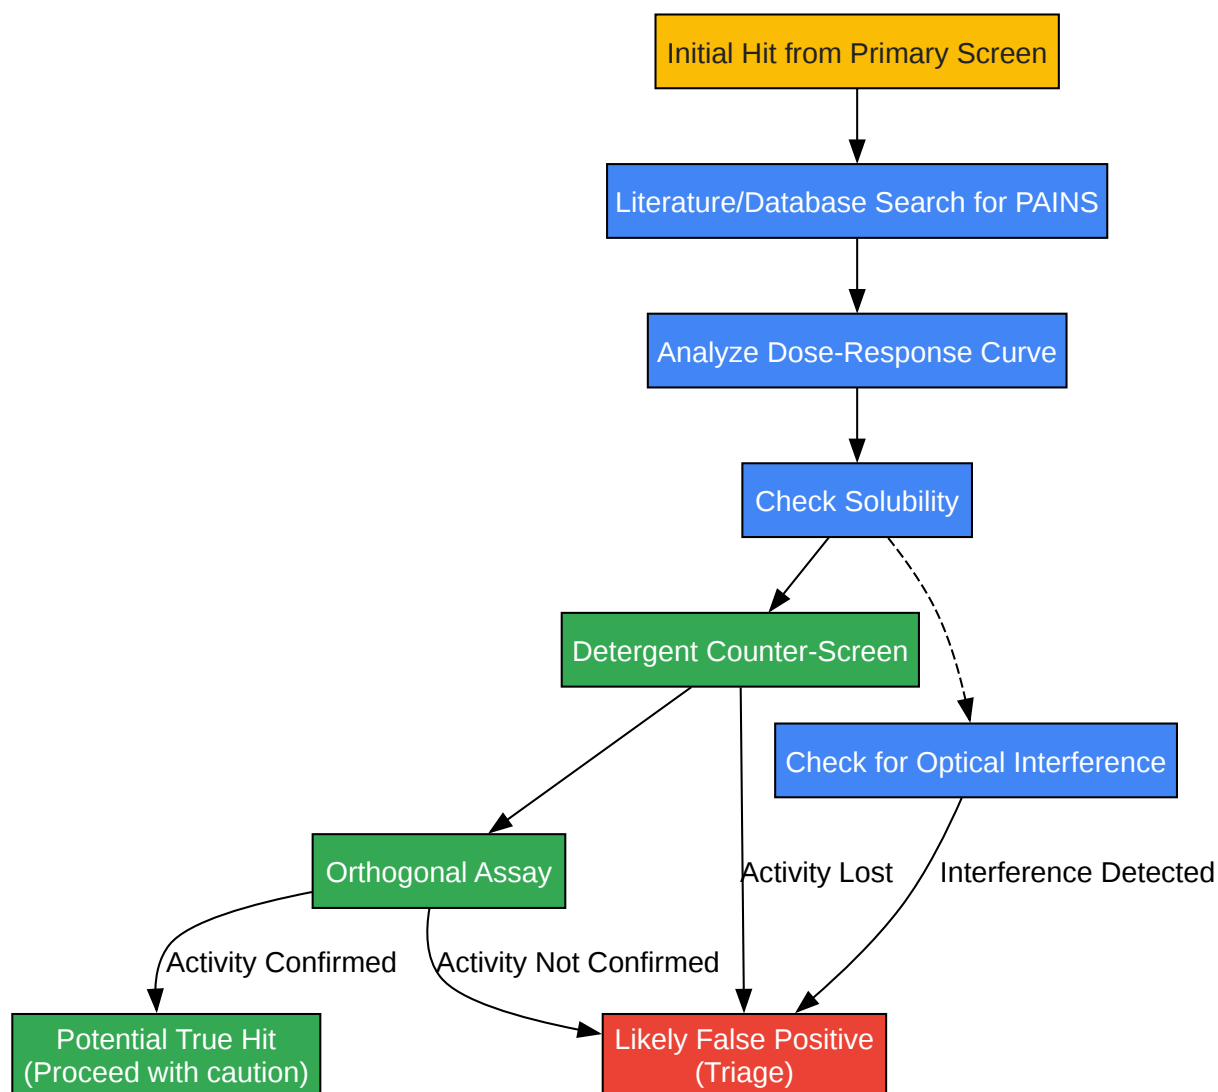 Initial Hit from Primary Screen
Literature/Database Search for PAINS
Analyze Dose-Response Curve
Check Solubility
Detergent Counter-Screen
Check for Optical Interference
Orthogonal Assay
Activity Lost
Interference Detected
Activity Confirmed
Activity Not Confirmed
Potential True Hit
(Proceed with caution)
Likely False Positive
(Triage)